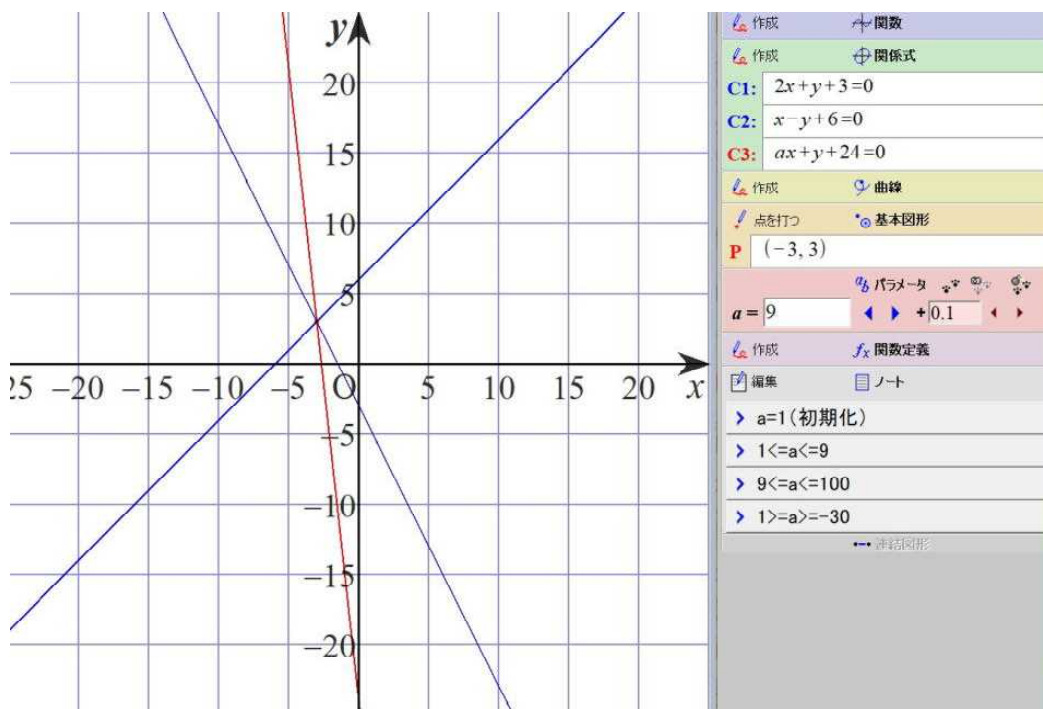 作成 関数
y
作成 関係式
20
C1: 2x+y+3=0
C2: x-y+6=0
15
C3: ax+y+24=0
作成 曲線
10
点を打つ 基本図形
P (-3, 3)
5
パラメータ
a= 9 +0.1
作成 fx 関数定義
25 -20 -15 -10 -5 O 5 10 15 20 x
編集 ノート
> a=1(初期化)
-5
> 1<=a<=9
> 9<=a<=100
-10
> 1>=a>=-30
連結図形
-15
-20